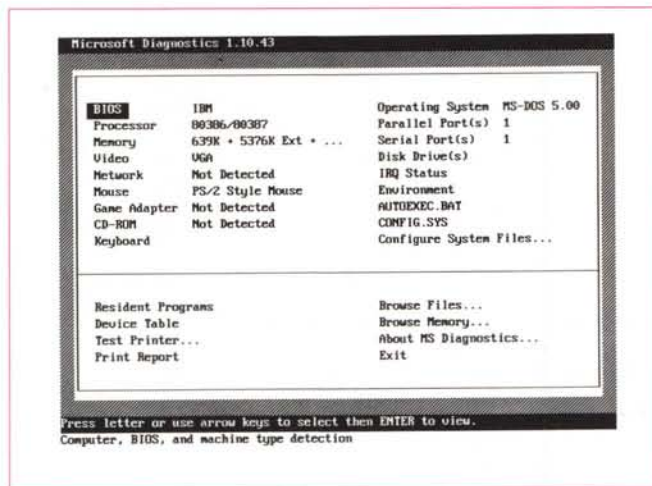 Microsoft Diagnostics 1.10.43
BIOS IBM
Processor 80386/80387
Memory 639K + 5376K Ext + ...
Video VGA
Network Not Detected
Mouse PS/2 Style Mouse
Game Adapter Not Detected
CD-ROM Not Detected
Keyboard
Operating System MS-DOS 5.00
Parallel Port(s) 1
Serial Port(s) 1
Disk Drive(s)
IRQ Status
Environment
AUTOEXEC.BAT
CONFIG.SYS
Configure System Files...
Resident Programs
Device Table
Test Printer...
Print Report
Browse Files...
Browse Memory...
About MS Diagnostics...
Exit
Press letter or use arrow keys to select then ENTER to view.
Computer, BIOS, and machine type detection